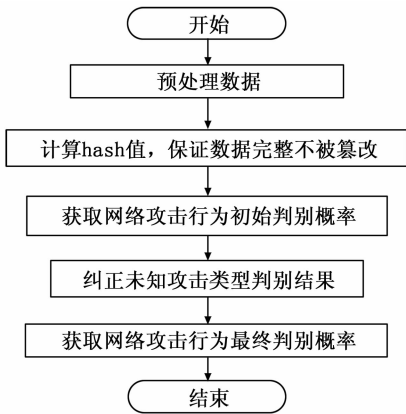 开始
预处理数据
计算hash值，保证数据完整不被篡改
获取网络攻击行为初始判别概率
纠正未知攻击类型判别结果
获取网络攻击行为最终判别概率
结束